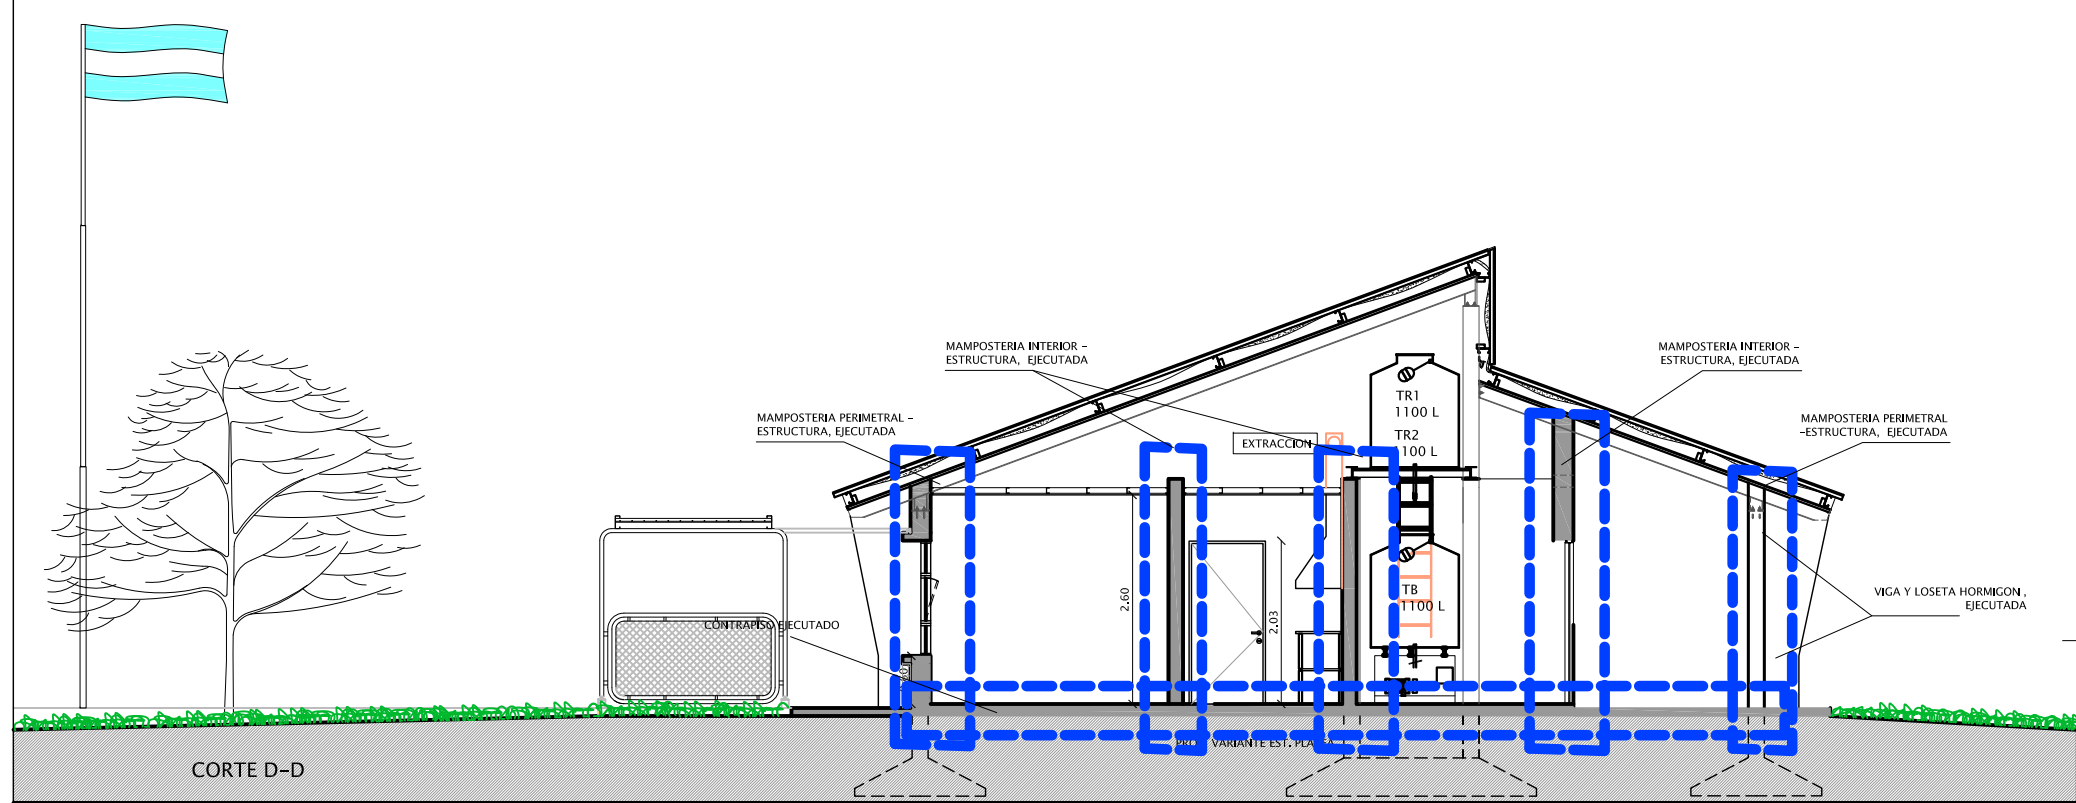 MAMPOSTERIA INTERIOR –
ESTRUCTURA, EJECUTADA
MAMPOSTERIA INTERIOR –
ESTRUCTURA, EJECUTADA
MAMPOSTERIA PERIMETRAL –
ESTRUCTURA, EJECUTADA
MAMPOSTERIA PERIMETRAL
–ESTRUCTURA, EJECUTADA
EXTRACCION
TR1
1100 L
TR2
1100 L
TB
1100 L
2.60
2.03
VIGA Y LOSETA HORMIGON ,
EJECUTADA
CONTRAPISO EJECUTADO
VARIANTE EST.
CORTE D–D